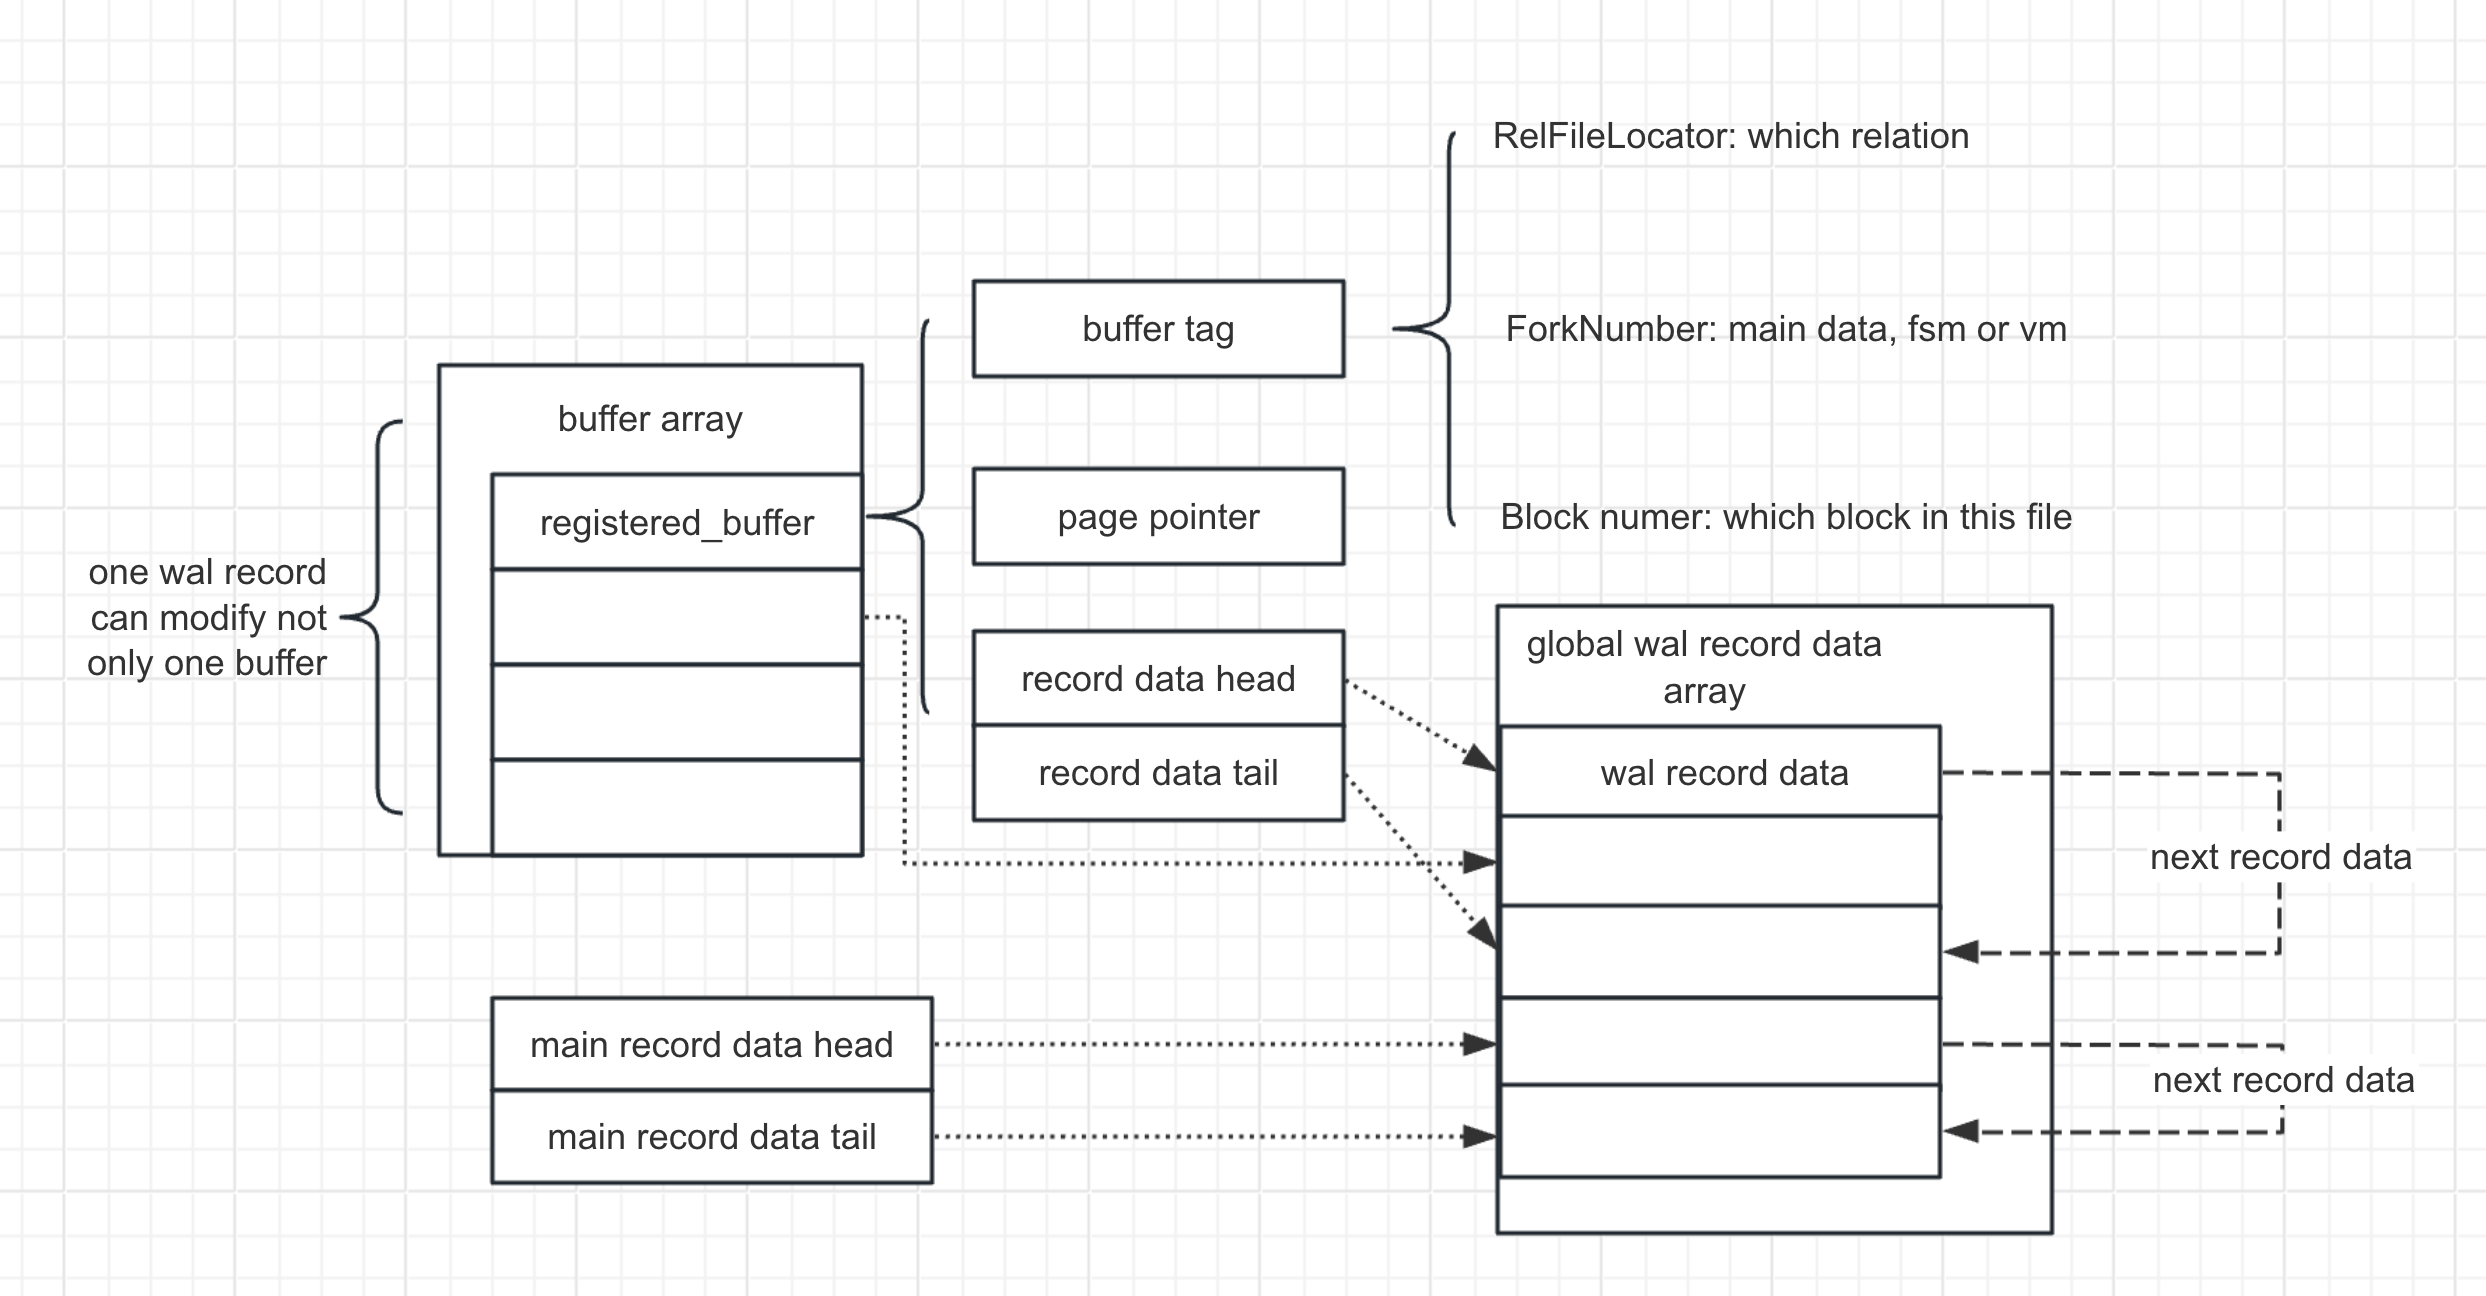 RelFileLocator: which relation
buffer tag
ForkNumber: main data, fsm or vm
buffer array
page pointer
Block numer: which block in this file
registered_buffer
one wal record
can modify not
only one buffer
record data head
record data tail
global wal record data
array
wal record data
next record data
main record data head
main record data tail
next record data